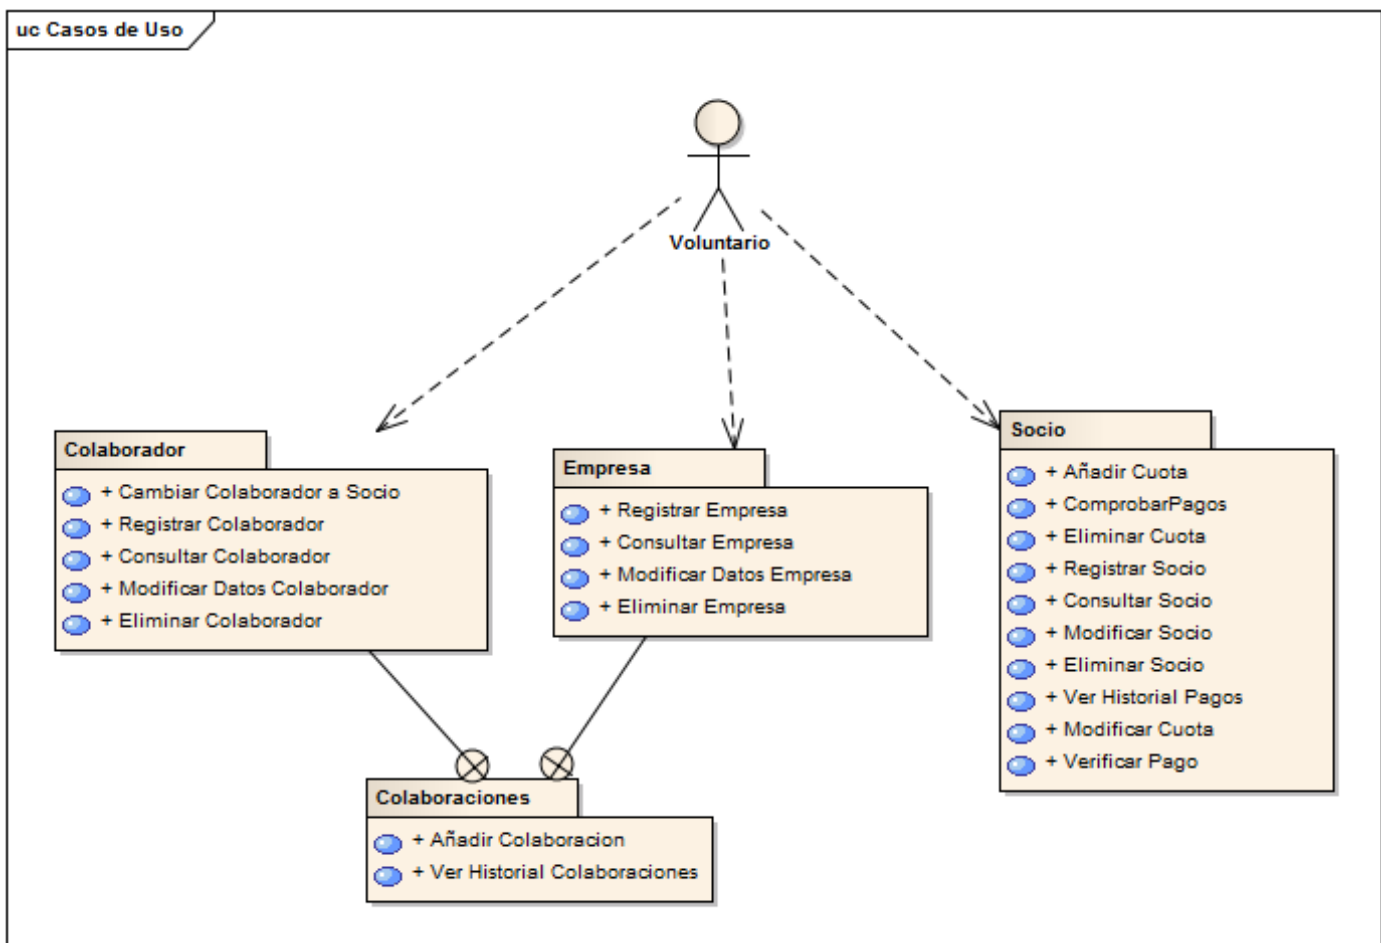 uc Casos de Uso
Voluntario
Colaborador
+ Cambiar Colaborador a Socio
+ Registrar Colaborador
+ Consultar Colaborador
+ Modificar Datos Colaborador
+ Eliminar Colaborador
Empresa
+ Registrar Empresa
+ Consultar Empresa
+ Modificar Datos Empresa
+ Eliminar Empresa
Socio
+ Añadir Cuota
+ ComprobarPagos
+ Eliminar Cuota
+ Registrar Socio
+ Consultar Socio
+ Modificar Socio
+ Eliminar Socio
+ Ver Historial Pagos
+ Modificar Cuota
+ Verificar Pago
Colaboraciones
+ Añadir Colaboracion
+ Ver Historial Colaboraciones